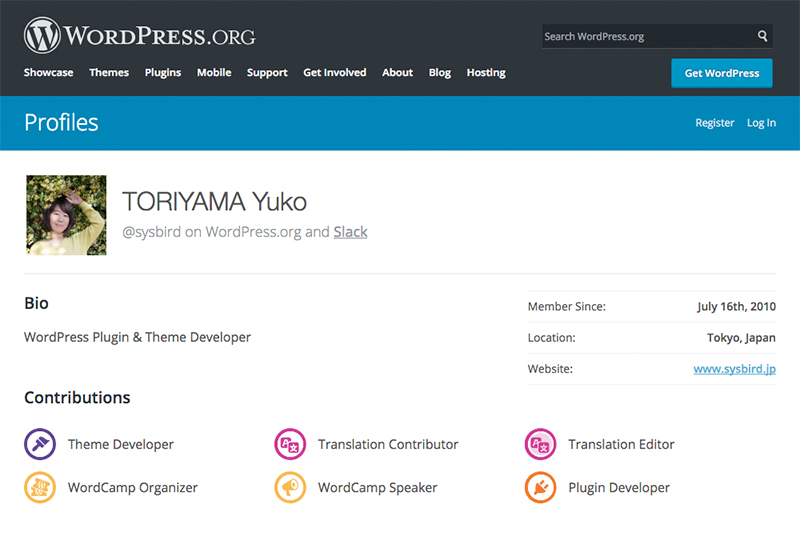 WORDPRESS.ORG
Search WordPress.org
Showcase Themes Plugins Mobile Support Get Involved About Blog Hosting
Get WordPress
Profiles
Register Log In
TORIYAMA Yuko
@sysbird on WordPress.org and Slack
Bio
WordPress Plugin & Theme Developer
Member Since: July 16th, 2010
Location: Tokyo, Japan
Website: www.sysbird.jp
Contributions
Theme Developer Translation Contributor Translation Editor
WordCamp Organizer WordCamp Speaker Plugin Developer